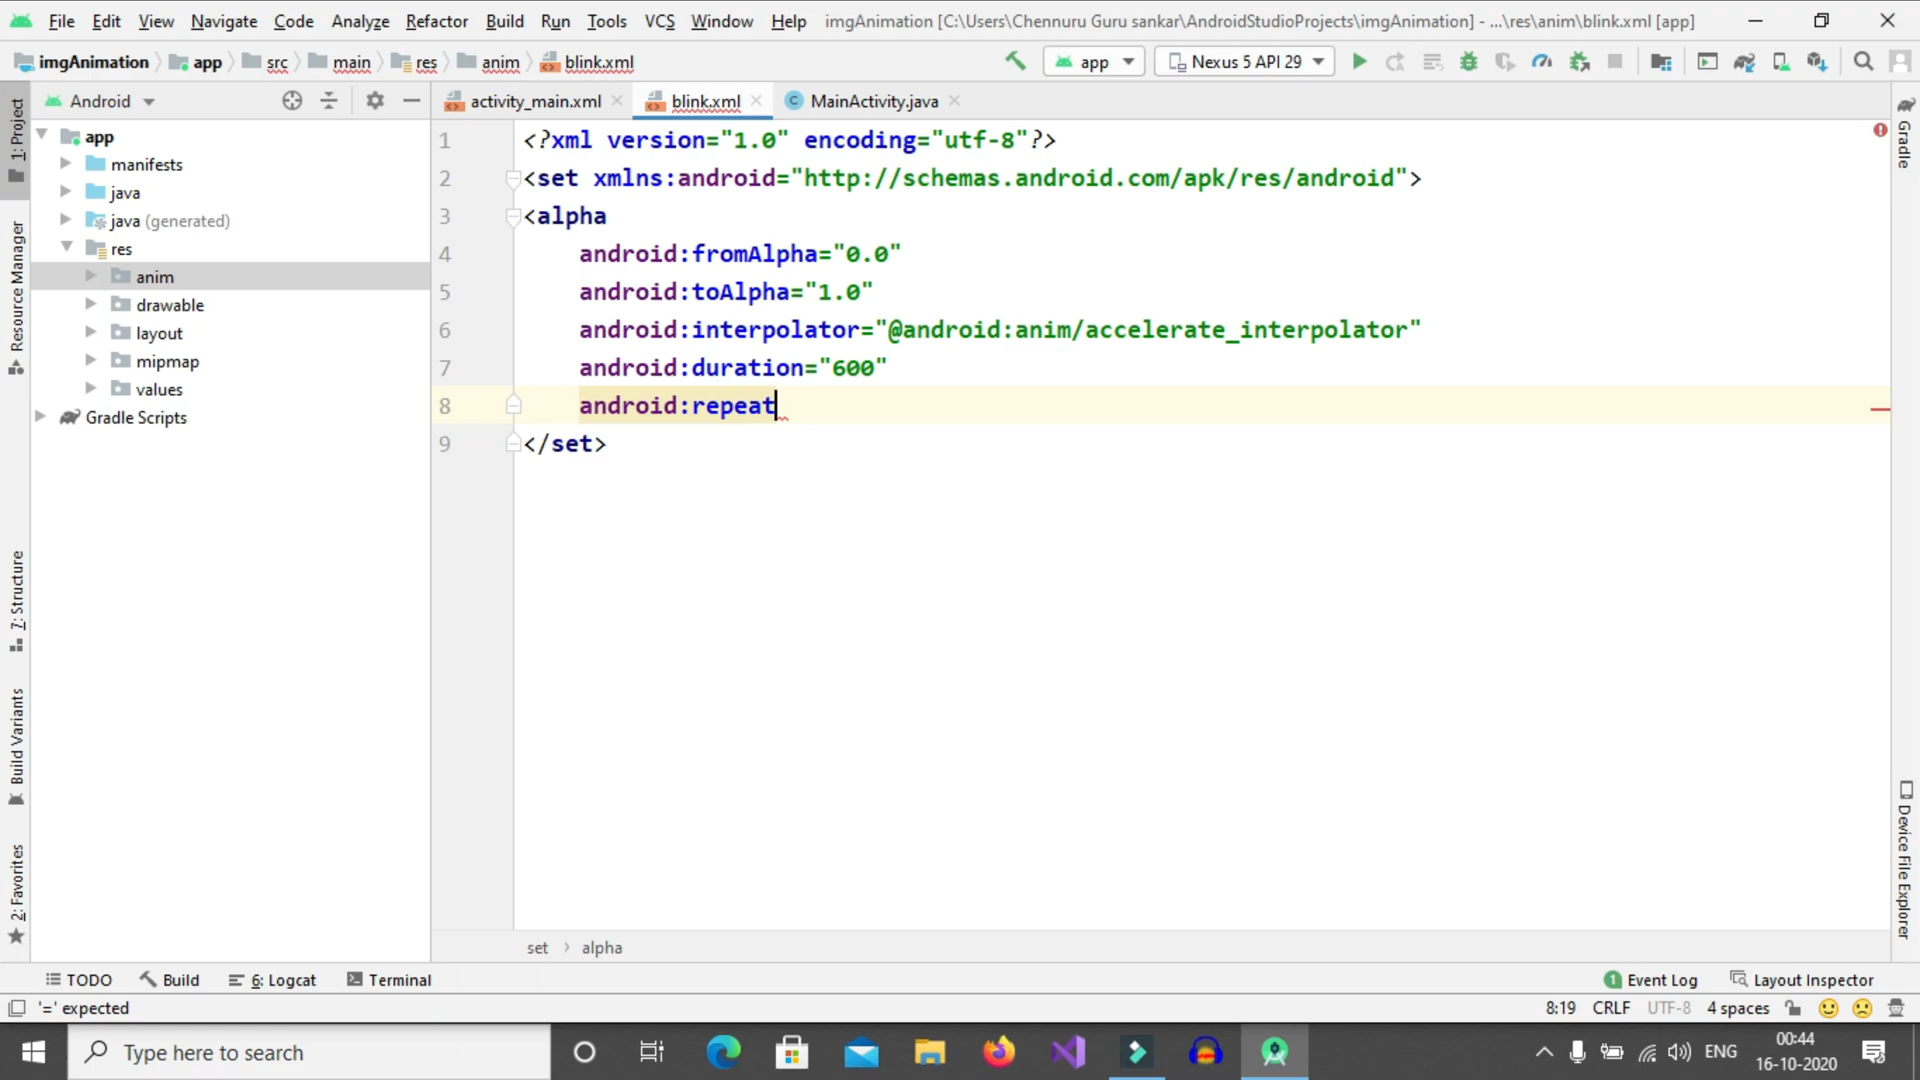 File Edit View Navigate Code Analyze Refactor Build Run Tools VCS Window Help imgAnimation [C:\Users\Chennuru Guru sankar\AndroidStudioProjects\imgAnimation] - ...\res\anim\blink.xml [app]
imgAnimation app src main res anim blink.xml app Nexus 5 API 29
Android activity_main.xml blink.xml MainActivity.java
app
manifests
java
java (generated)
res
anim
drawable
layout
mipmap
values
Gradle Scripts
1 <?xml version="1.0" encoding="utf-8"?>
2 <set xmlns:android="http://schemas.android.com/apk/res/android">
3 <alpha
4 android:fromAlpha="0.0"
5 android:toAlpha="1.0"
6 android:interpolator="@android:anim/accelerate_interpolator"
7 android:duration="600"
8 android:repeat
9 </set>
1: Project
Resource Manager
7: Structure
Build Variants
2: Favorites
Gradle
Device File Explorer
set > alpha
TODO Build 6: Logcat Terminal 1 Event Log Layout Inspector
'=' expected 8:19 CRLF UTF-8 4 spaces
Type here to search ENG 00:44
16-10-2020